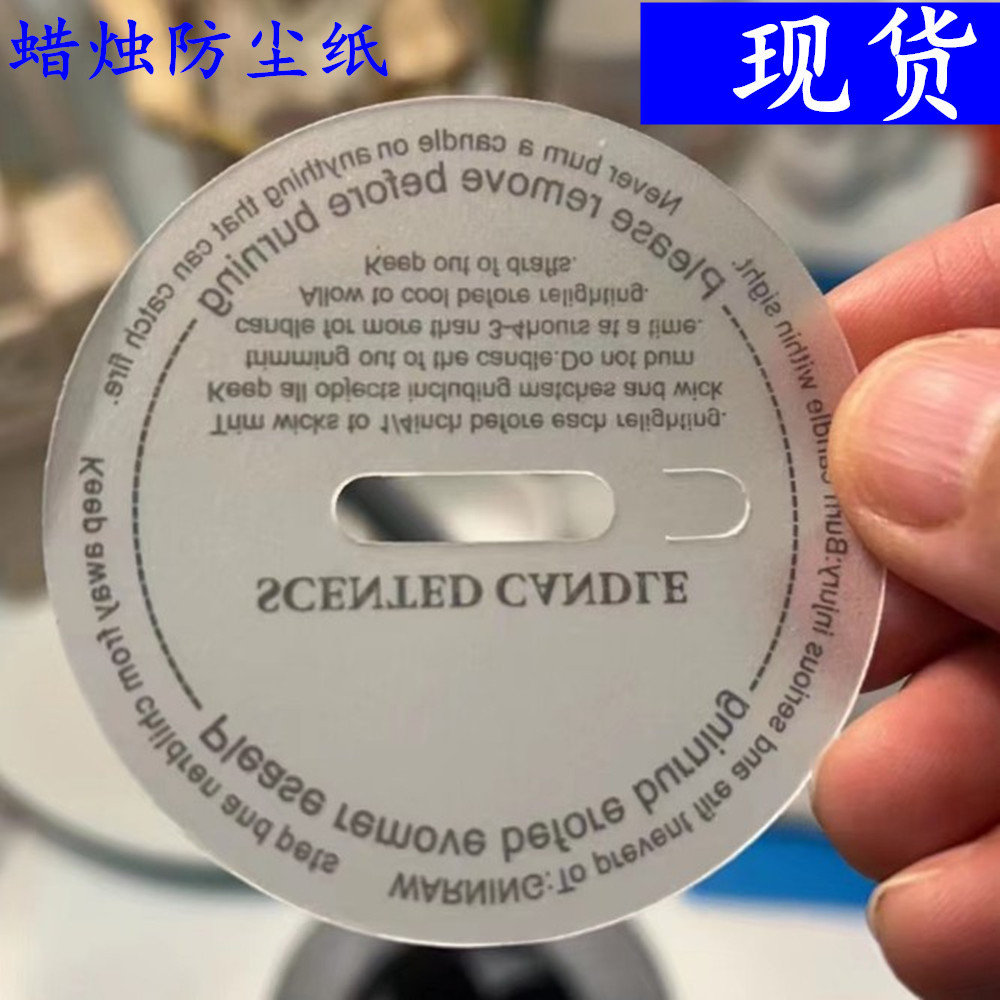 蜡烛防尘纸
现货
Never burn a candle on anything that can catch fire.
Please remove before burning
Keep out of drafts.
Allow to cool before relighting.
candle for more than 3-4hours at a time.
trimming out of the candle.Do not burn
Keep all objects including matches and wick
Trim wicks to 1/4inch before each relighting.
SCENTED CANDLE
Please remove before burning
Keep away from children and pets
WARNING:To prevent fire and serious injury:Burn candle within sight.